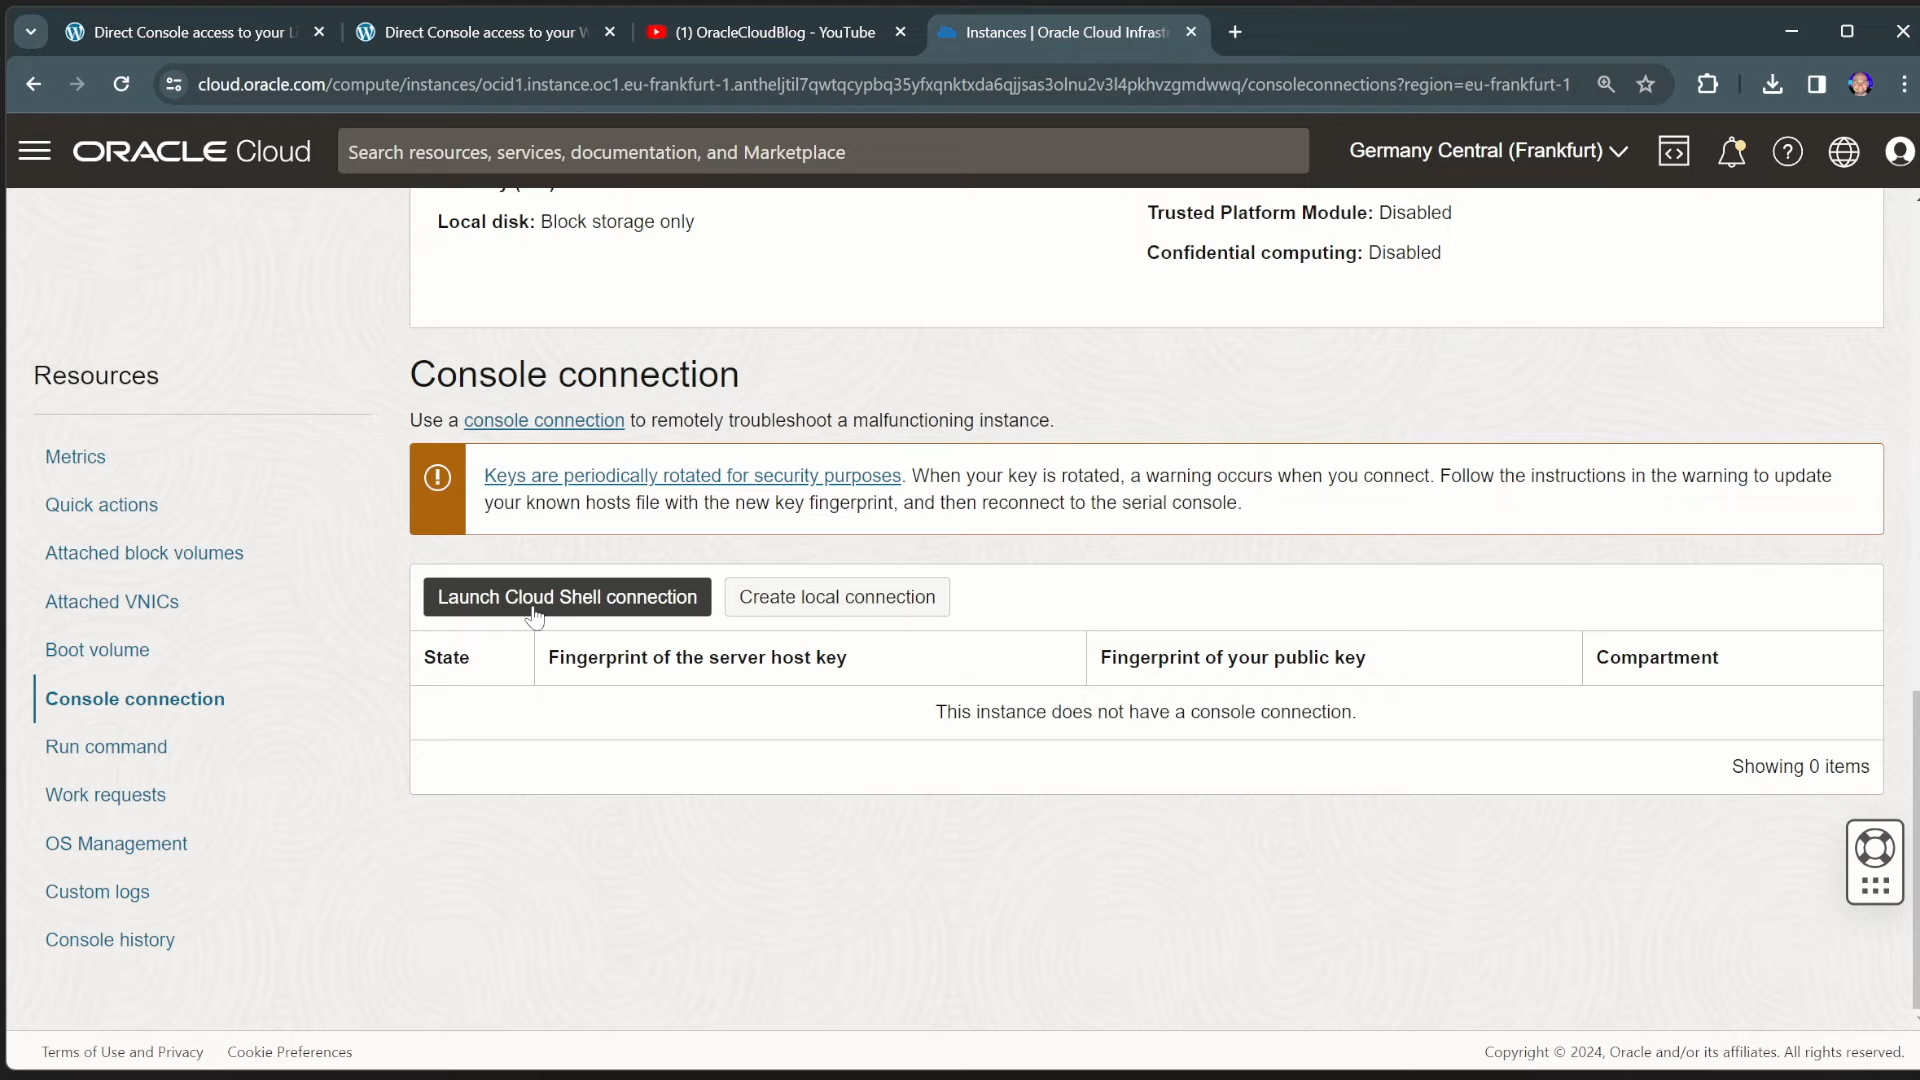 Direct Console access to your Li
Direct Console access to your W
(1) OracleCloudBlog - YouTube
Instances | Oracle Cloud Infrast
cloud.oracle.com/compute/instances/ocid1.instance.oc1.eu-frankfurt-1.antheljtil7qwtqcypbq35yfxqnktxda6qjjsas3olnu2v3l4pkhvzgmdwwq/consoleconnections?region=eu-frankfurt-1
ORACLE Cloud
Search resources, services, documentation, and Marketplace
Germany Central (Frankfurt)
Local disk: Block storage only
Trusted Platform Module: Disabled
Confidential computing: Disabled
Resources
Metrics
Quick actions
Attached block volumes
Attached VNICs
Boot volume
Console connection
Run command
Work requests
OS Management
Custom logs
Console history
Console connection
Use a console connection to remotely troubleshoot a malfunctioning instance.
Keys are periodically rotated for security purposes. When your key is rotated, a warning occurs when you connect. Follow the instructions in the warning to update
your known hosts file with the new key fingerprint, and then reconnect to the serial console.
Launch Cloud Shell connection
Create local connection
State
Fingerprint of the server host key
Fingerprint of your public key
Compartment
This instance does not have a console connection.
Showing 0 items
Terms of Use and Privacy
Cookie Preferences
Copyright © 2024, Oracle and/or its affiliates. All rights reserved.